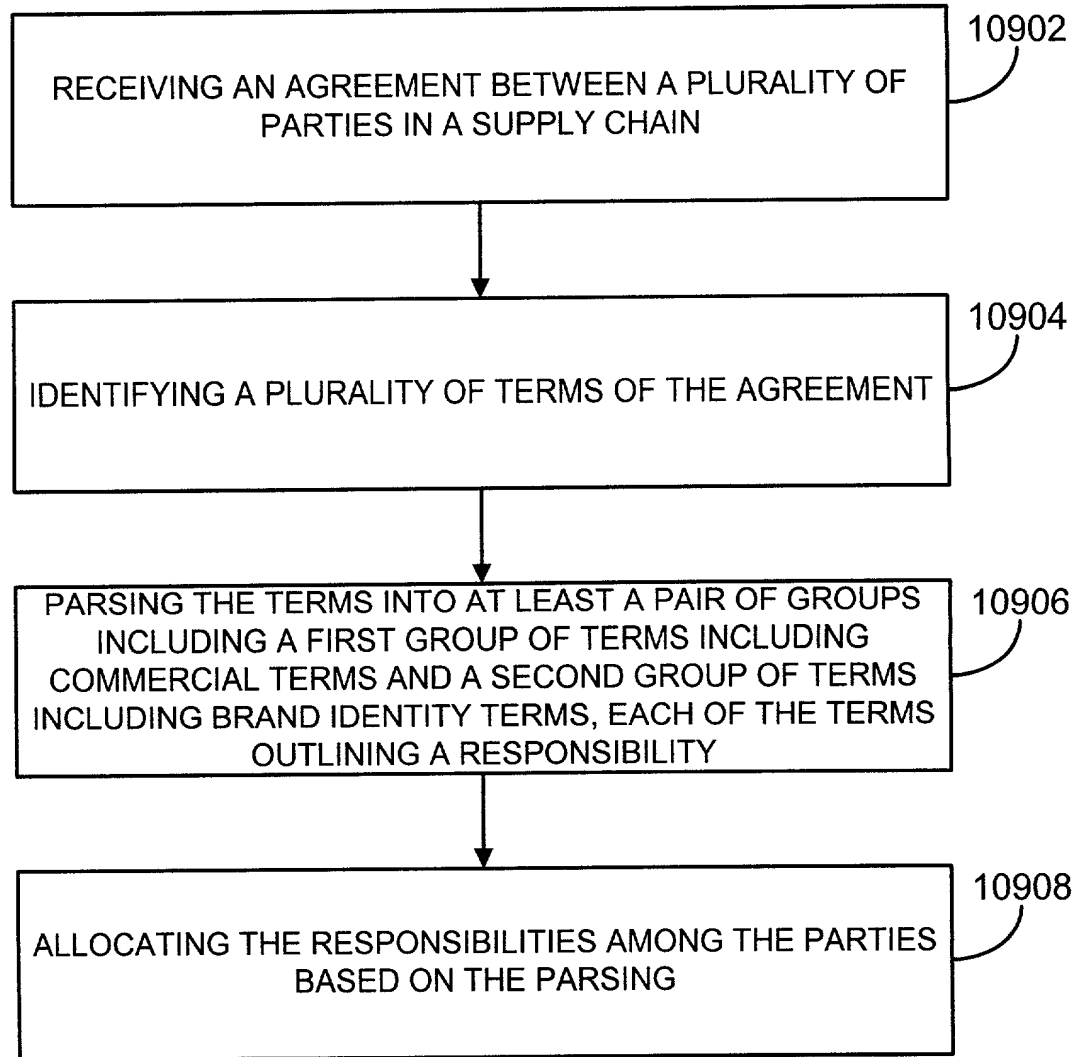 10902
RECEIVING AN AGREEMENT BETWEEN A PLURALITY OF
PARTIES IN A SUPPLY CHAIN
10904
IDENTIFYING A PLURALITY OF TERMS OF THE AGREEMENT
10906
PARSING THE TERMS INTO AT LEAST A PAIR OF GROUPS
INCLUDING A FIRST GROUP OF TERMS INCLUDING
COMMERCIAL TERMS AND A SECOND GROUP OF TERMS
INCLUDING BRAND IDENTITY TERMS, EACH OF THE TERMS
OUTLINING A RESPONSIBILITY
10908
ALLOCATING THE RESPONSIBILITIES AMONG THE PARTIES
BASED ON THE PARSING